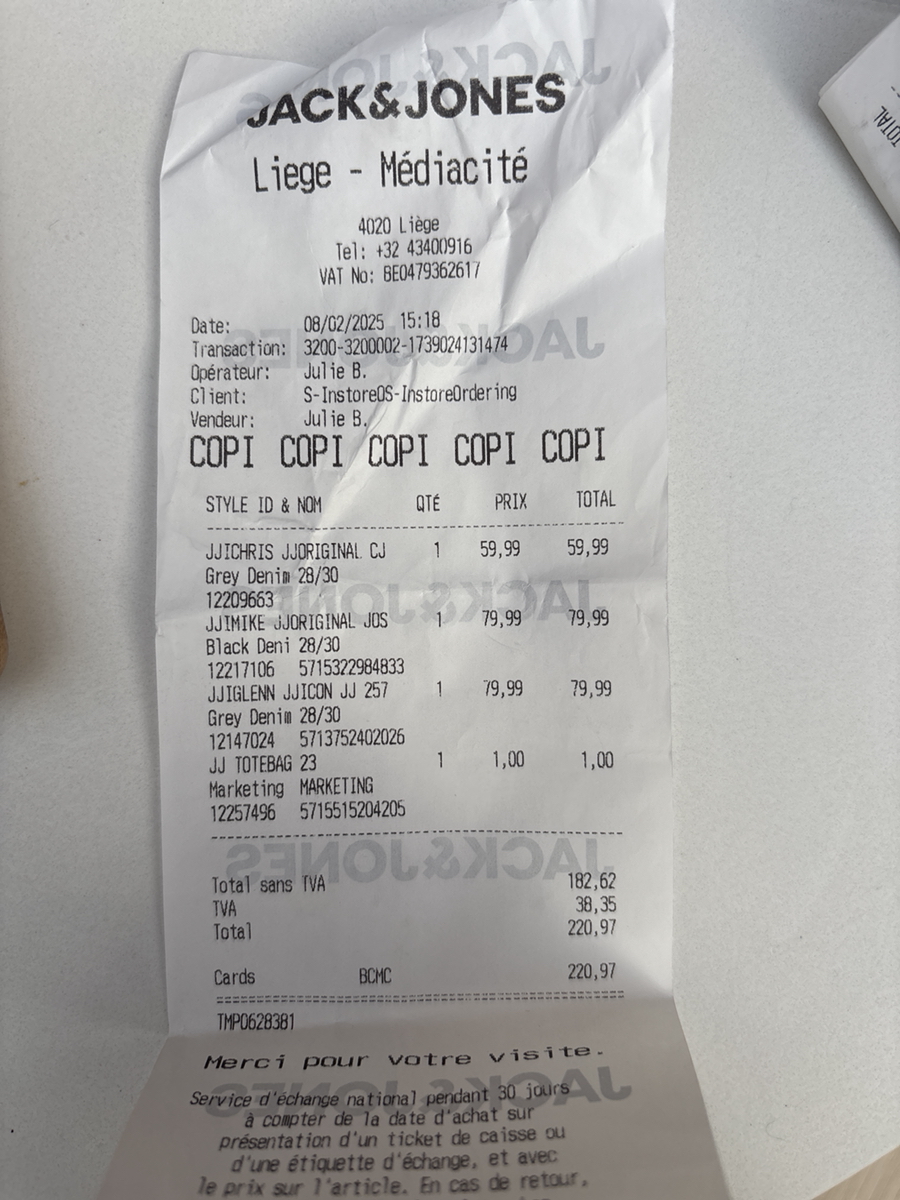 JACK&JONES
Liege - Médiacité
4020 Liège
Tel: +32 43400916
VAT No: BE0479362617
Date: 08/02/2025 15:18
Transaction: 3200-3200002-1739024131474
Opérateur: Julie B.
Client: S-InstoreOS-InstoreOrdering
Vendeur: Julie B.
COPI COPI COPI COPI COPI
STYLE ID & NOM QTÉ PRIX TOTAL
JJICHRIS JJORIGINAL CJ 1 59,99 59,99
Grey Denim 28/30
12209663
JJIMIKE JJORIGINAL JOS 1 79,99 79,99
Black Deni 28/30
12217106 5715322984833
JJIGLENN JJICON JJ 257 1 79,99 79,99
Grey Denim 28/30
12147024 5713752402026
JJ TOTEBAG 23 1 1,00 1,00
Marketing MARKETING
12257496 5715515204205
Total sans TVA 182,62
TVA 38,35
Total 220,97
Cards BCMC 220,97
TMP0628381
Merci pour votre visite.
Service d'échange national pendant 30 jours
à compter de la date d'achat sur
présentation d'un ticket de caisse ou
d'une étiquette d'échange, et avec
le prix sur l'article. En cas de retour,
TOTAL